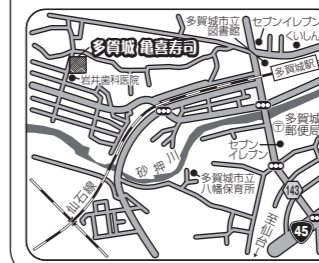 多賀城市立
図書館
セブンイレブン
くいしん
多賀城 亀喜寿司
岩井歯科医院
多賀城駅
〒
多賀城
郵便局
セブン
イレブン
砂押川
多賀城市立
八幡保育所
仙石線
143
至仙台
45